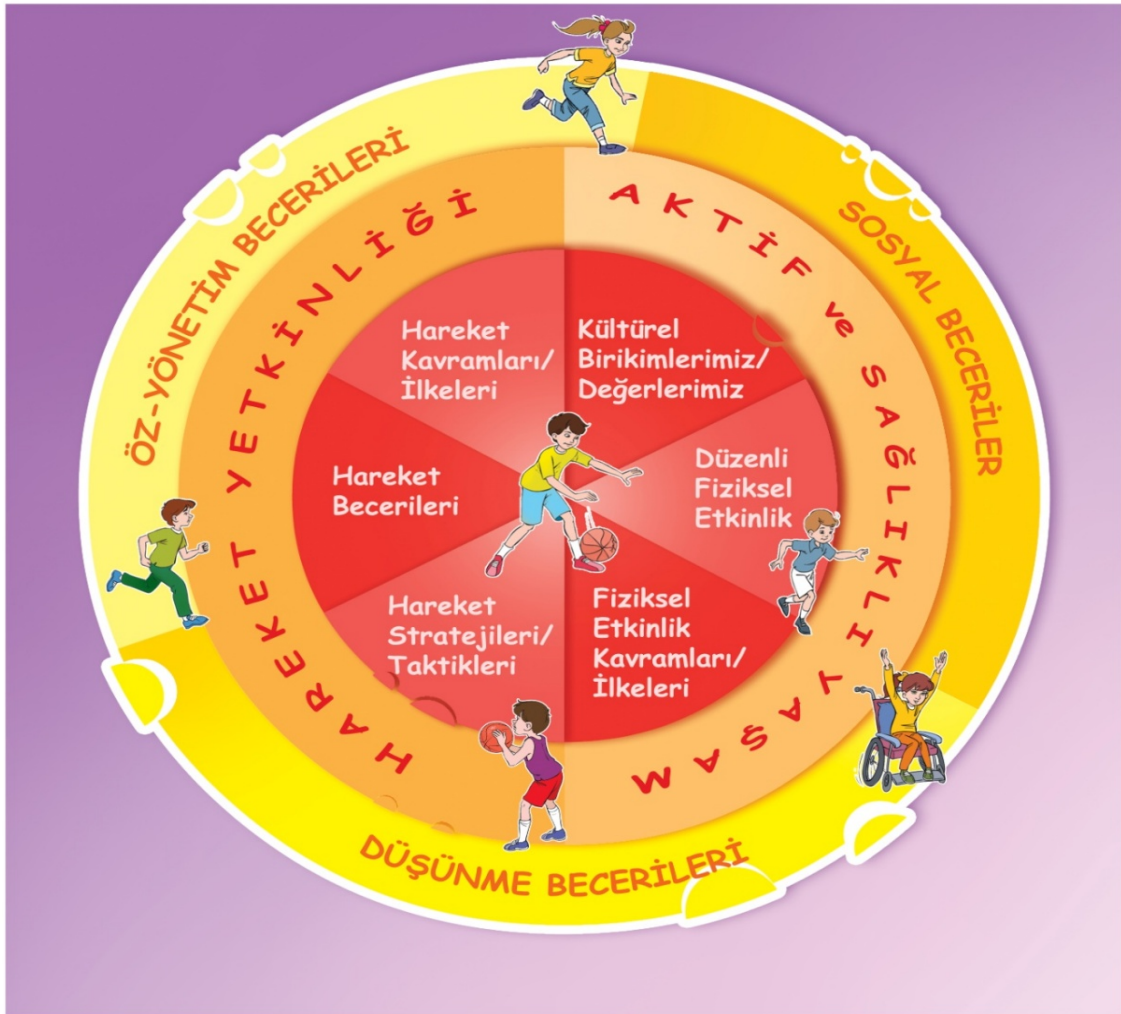 ÖZ-YÖNETİM BECERİLERİ
SOSYAL BECERİLER
DÜŞÜNME BECERİLERİ
HAREKET YETKİNLİĞİ
AKTİF ve SAĞLIKLI YAŞAM
Hareket
Kavramları/
İlkeleri
Kültürel
Birikimlerimiz/
Değerlerimiz
Hareket
Becerileri
Düzenli
Fiziksel
Etkinlik
Hareket
Stratejileri/
Taktikleri
Fiziksel
Etkinlik
Kavramları/
İlkeleri